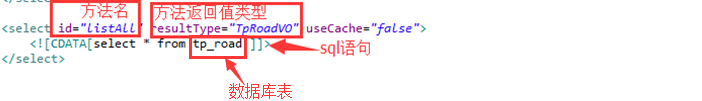 </select>
方法名 方法返回值类型
<select id="listAll" resultType="TpRoadVO" useCache="false">
<![CDATA[select * from tp_road ]]> sql语句
</select>
数据库表